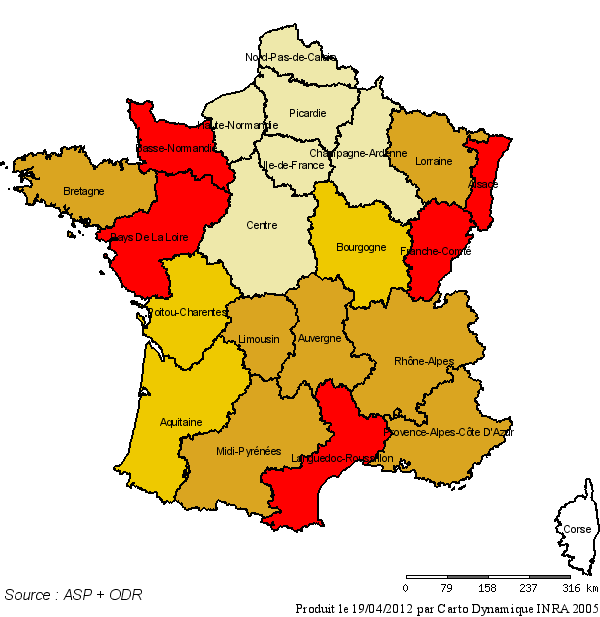 Nord-Pas-de-Calais
Picardie
Haute-Normandie
Basse-Normandie
Ile-de-France
Champagne-Ardenne
Lorraine
Alsace
Bretagne
Pays De La Loire
Centre
Bourgogne
Franche-Comté
Poitou-Charentes
Limousin
Auvergne
Rhône-Alpes
Aquitaine
Midi-Pyrénées
Languedoc-Roussillon
Provence-Alpes-Côte D'Azur
Corse
0 79 158 237 316 km
Source : ASP + ODR
Produit le 19/04/2012 par Carto Dynamique INRA 2005